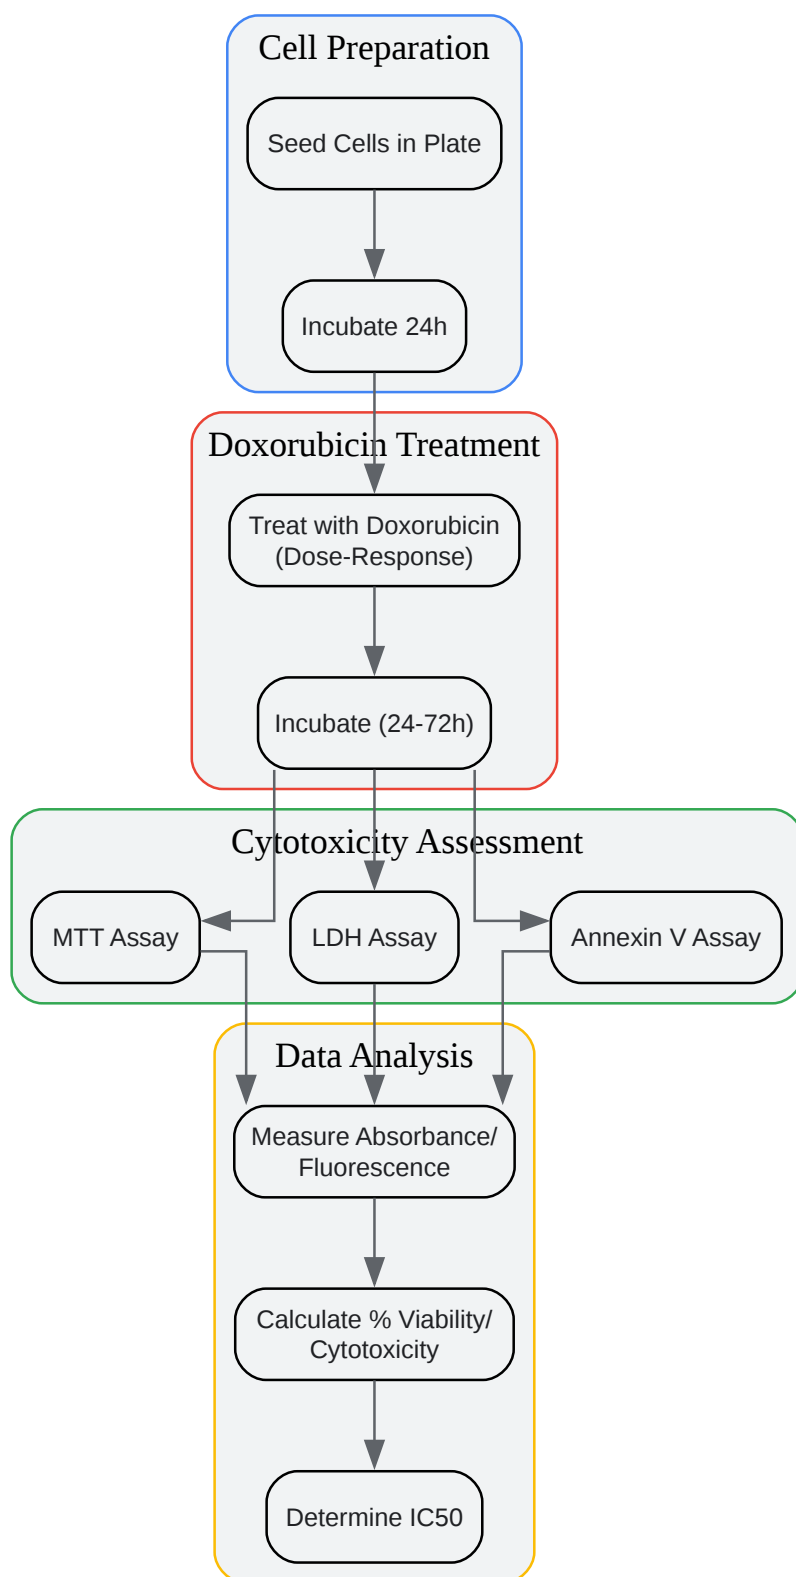 Cell Preparation
Seed Cells in Plate
Incubate 24h
Doxorubicin Treatment
Treat with Doxorubicin
(Dose-Response)
Incubate (24-72h)
Cytotoxicity Assessment
MTT Assay
LDH Assay
Annexin V Assay
Data Analysis
Measure Absorbance/
Fluorescence
Calculate % Viability/
Cytotoxicity
Determine IC50